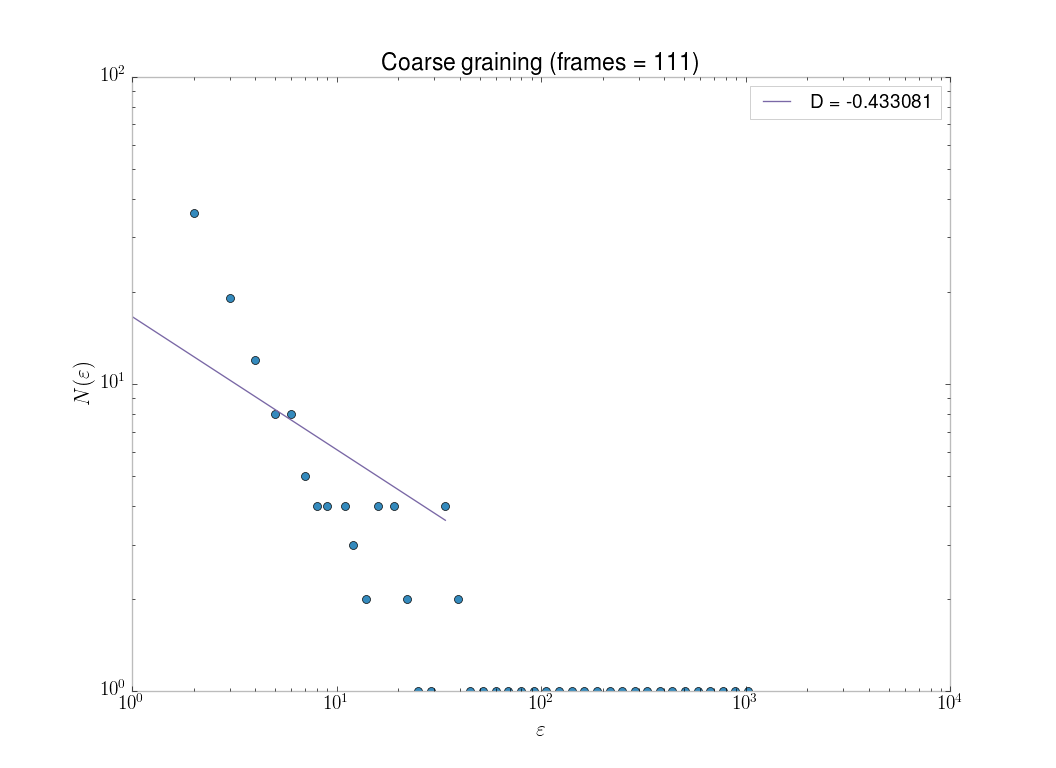 Coarse graining (frames = 111)
10²
D = -0.433081
10¹
N(ε)
10⁰
10⁰ 10¹ 10² 10³ 10⁴
ε